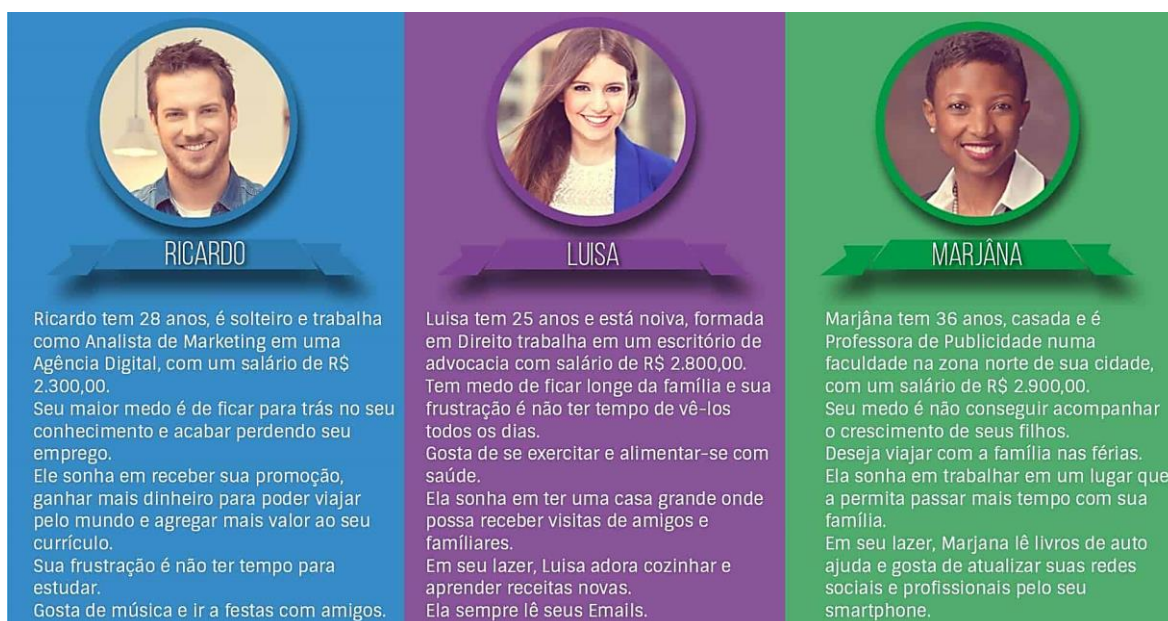 RICARDO
Ricardo tem 28 anos, é solteiro e trabalha
como Analista de Marketing em uma
Agência Digital, com um salário de R$
2.300,00.
Seu maior medo é de ficar para trás no seu
conhecimento e acabar perdendo seu
emprego.
Ele sonha em receber sua promoção,
ganhar mais dinheiro para poder viajar
pelo mundo e agregar mais valor ao seu
currículo.
Sua frustração é não ter tempo para
estudar.
Gosta de música e ir a festas com amigos.
LUISA
Luisa tem 25 anos e está noiva, formada
em Direito trabalha em um escritório de
advocacia com salário de R$ 2.800,00.
Tem medo de ficar longe da família e sua
frustração é não ter tempo de vê-los
todos os dias.
Gosta de se exercitar e alimentar-se com
saúde.
Ela sonha em ter uma casa grande onde
possa receber visitas de amigos e
famíliares.
Em seu lazer, Luisa adora cozinhar e
aprender receitas novas.
Ela sempre lê seus Emails.
MARJÂNA
Marjâna tem 36 anos, casada e é
Professora de Publicidade numa
faculdade na zona norte de sua cidade,
com um salário de R$ 2.900,00.
Seu medo é não conseguir acompanhar
o crescimento de seus filhos.
Deseja viajar com a família nas férias.
Ela sonha em trabalhar em um lugar que
a permita passar mais tempo com sua
família.
Em seu lazer, Marjana lê livros de auto
ajuda e gosta de atualizar suas redes
sociais e profissionais pelo seu
smartphone.